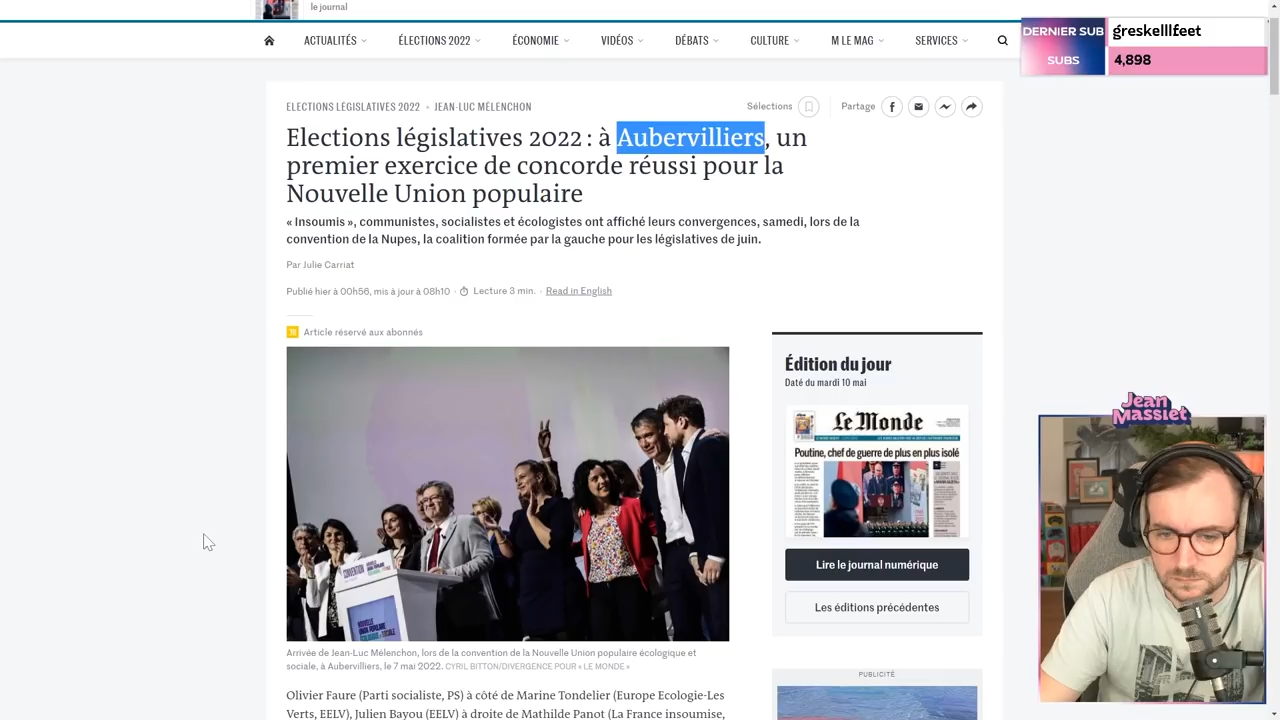 le journal
ACTUALITÉS
ÉLECTIONS 2022
ÉCONOMIE
VIDÉOS
DÉBATS
CULTURE
M LE MAG
SERVICES
DERNIER SUB
greskelllfeet
SUBS
4,898
ELECTIONS LÉGISLATIVES 2022 • JEAN-LUC MÉLENCHON
Sélections
Partage
Elections législatives 2022 : à Aubervilliers, un
premier exercice de concorde réussi pour la
Nouvelle Union populaire
« Insoumis », communistes, socialistes et écologistes ont affiché leurs convergences, samedi, lors de la
convention de la Nupes, la coalition formée par la gauche pour les législatives de juin.
Par Julie Carriat
Publié hier à 00h56, mis à jour à 08h10 · Lecture 3 min. · Read in English
Article réservé aux abonnés
CONVENTION
NOUVELLE
UNION POPULAIRE
Arrivée de Jean-Luc Mélenchon, lors de la convention de la Nouvelle Union populaire écologique et
sociale, à Aubervilliers, le 7 mai 2022. CYRIL BITTON/DIVERGENCE POUR « LE MONDE »
Olivier Faure (Parti socialiste, PS) à côté de Marine Tondelier (Europe Ecologie-Les
Verts, EELV), Julien Bayou (EELV) à droite de Mathilde Panot (La France insoumise,
Édition du jour
Daté du mardi 10 mai
Le Monde
Poutine, chef de guerre de plus en plus isolé
Lire le journal numérique
Les éditions précédentes
PUBLICITÉ
Jean
Massiet